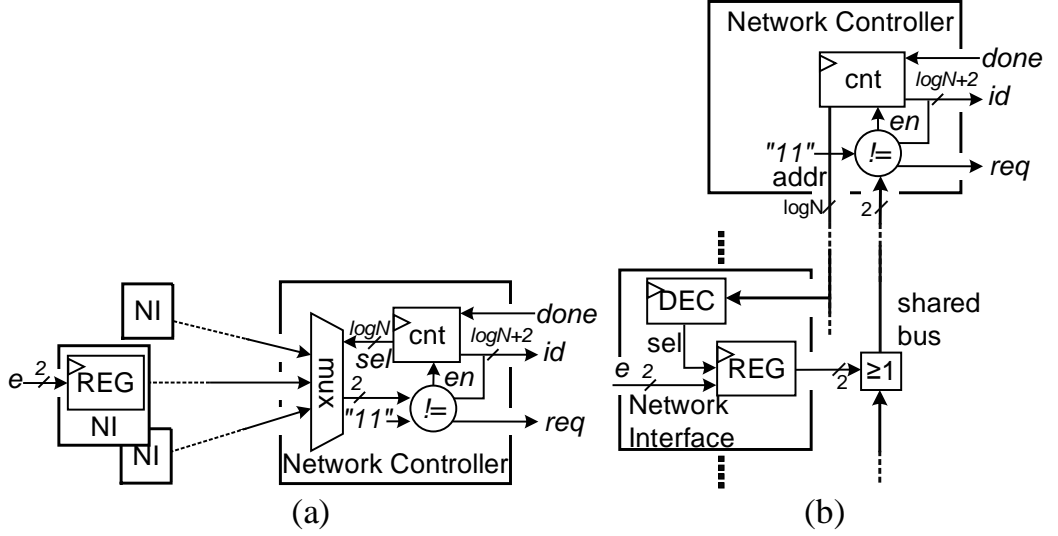 Network Controller
done
cnt
logN+2
id
en
"11"
!=
req
addr
logN
2
NI
2
e
REG
NI
NI
mux
logN
sel
cnt
done
logN+2
id
en
2
"11"
!=
req
Network Controller
DEC
sel
e
2
REG
2
≥1
shared
bus
Network
Interface
(a)
(b)